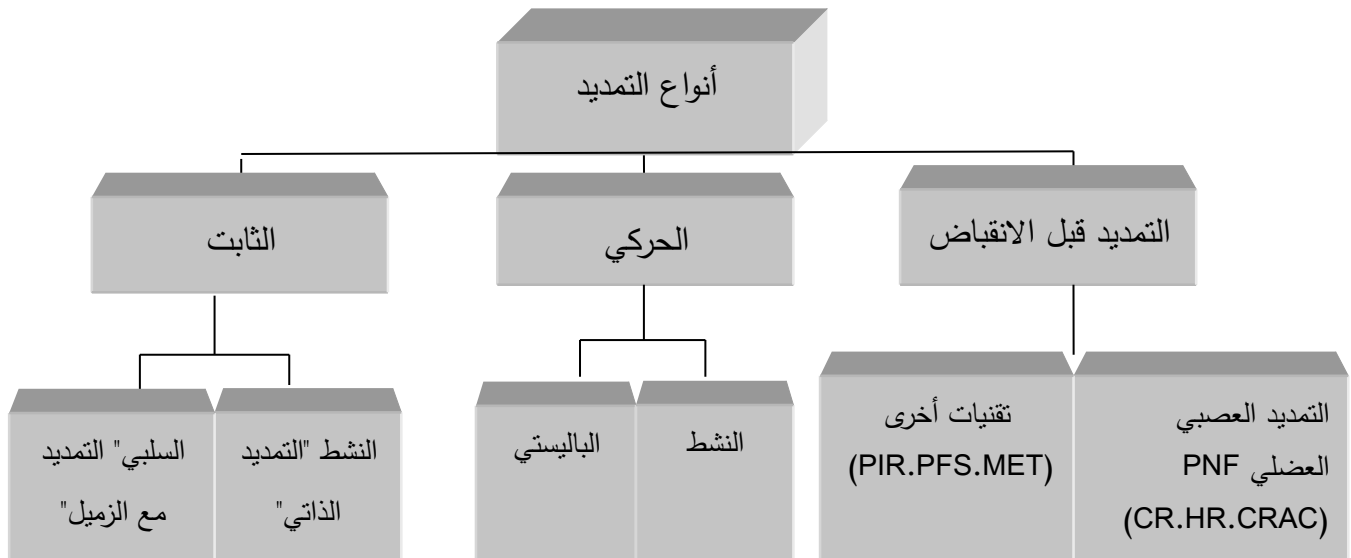 أنواع التمديد
التمديد قبل الانقباض
الحركي
الثابت
التمديد العصبي
العضلي PNF
(CR.HR.CRAC)
تقنيات أخرى
(PIR.PFS.MET)
النشط
الباليستي
النشط "التمديد
الذاتي"
السلبي" التمديد
مع الزميل"